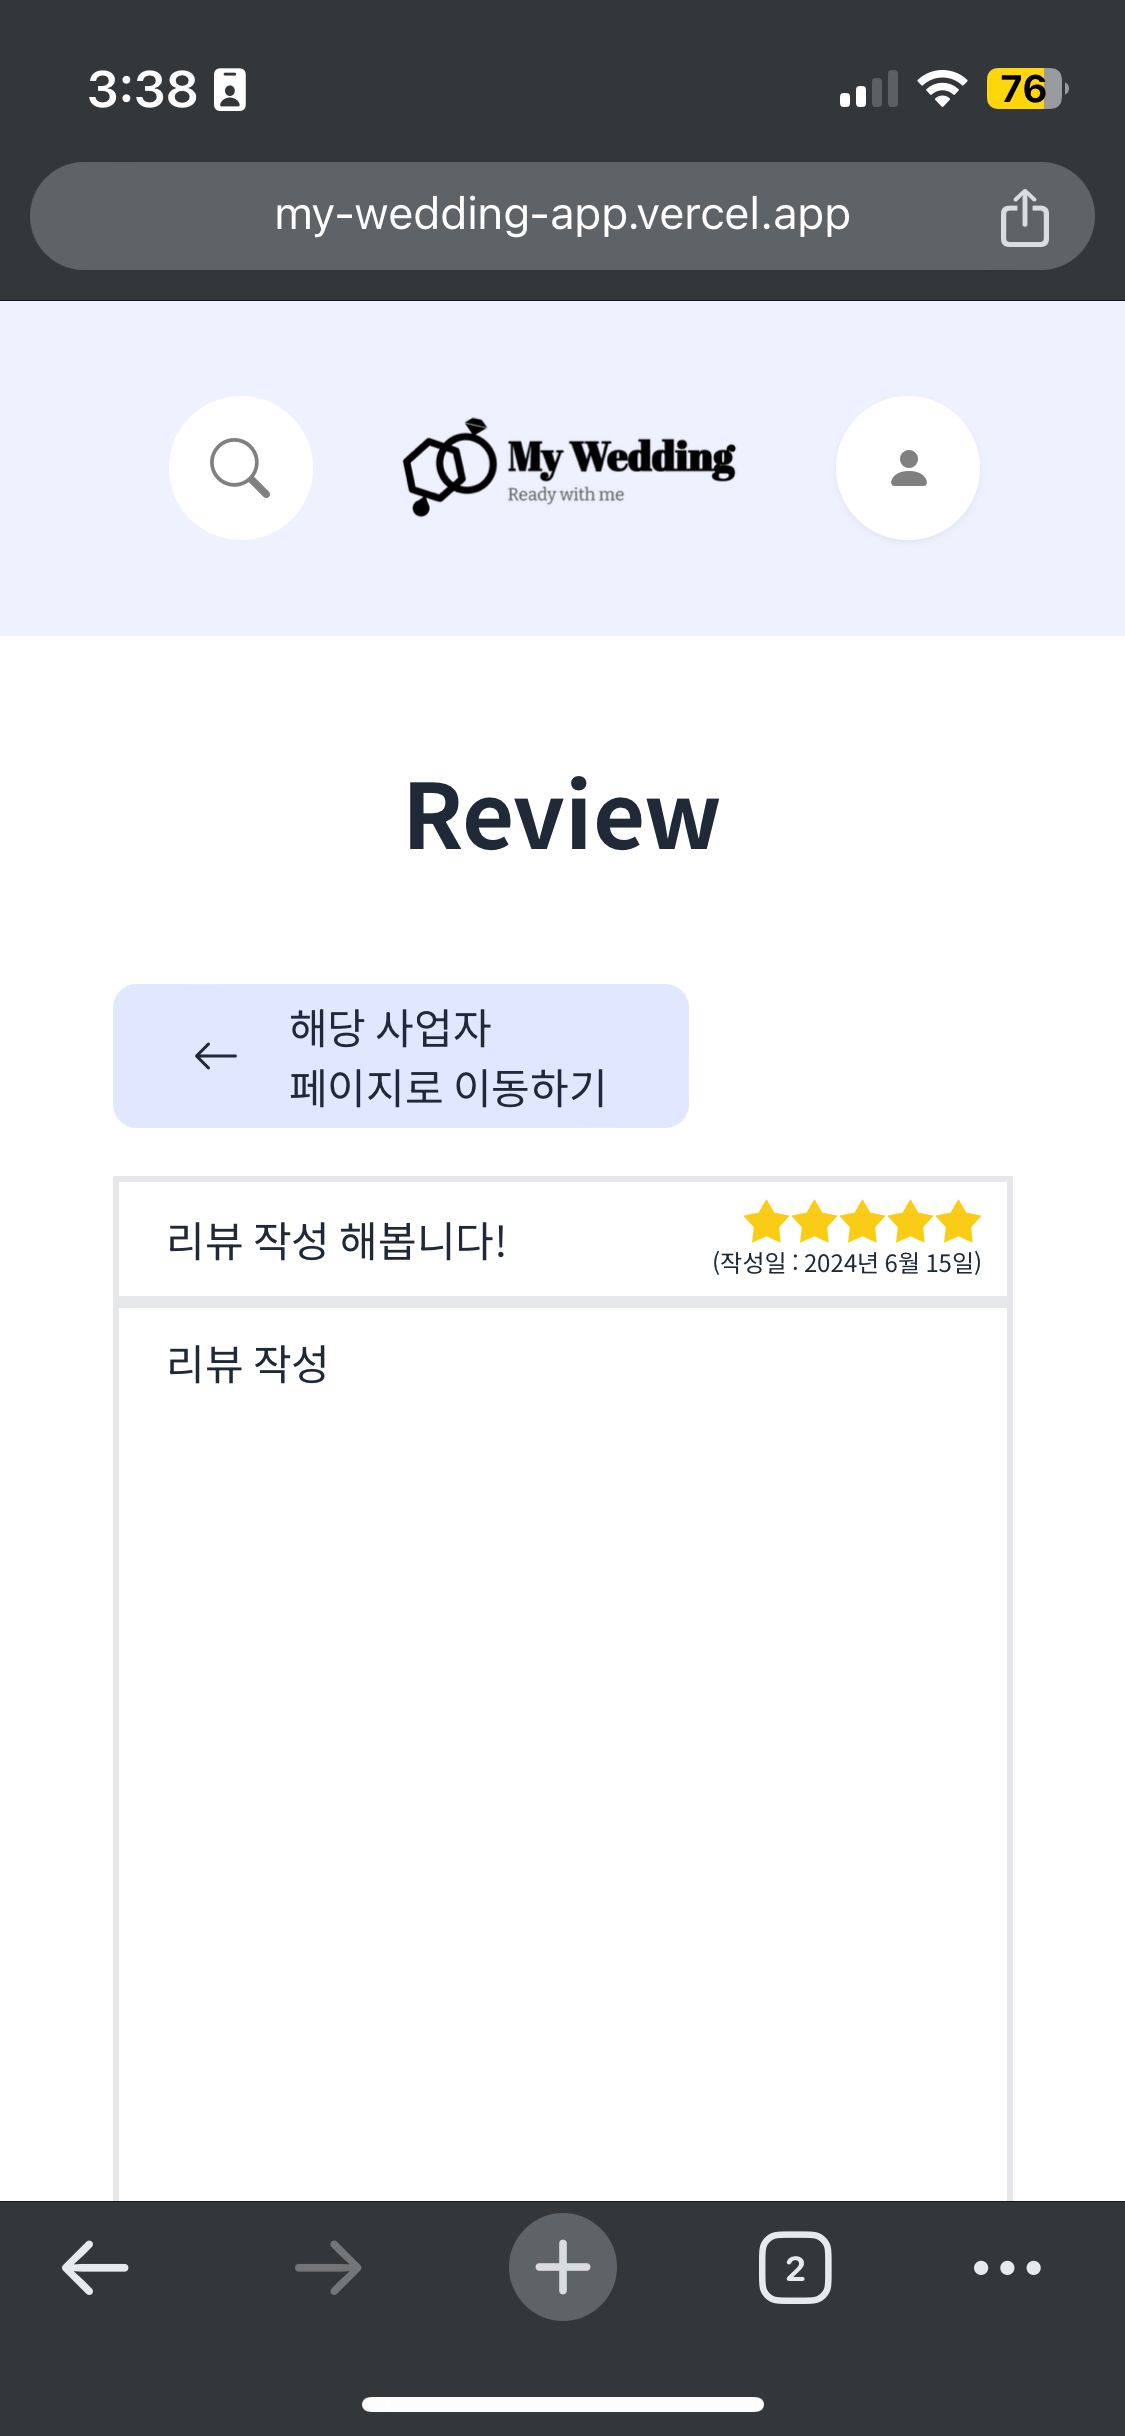 3:38
76
my-wedding-app.vercel.app
My Wedding
Ready with me
Review
해당 사업자
페이지로 이동하기
리뷰 작성 해봅니다!
(작성일 : 2024년 6월 15일)
리뷰 작성
2